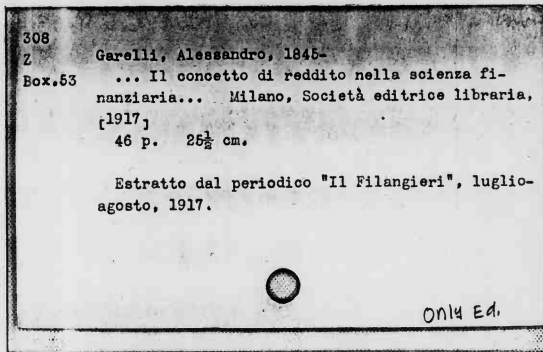 308
Z
Box.53
Garelli, Alessandro, 1845-
... Il concetto di reddito nella scienza fi-
nanziaria... Milano, Società editrice libraria,
[1917]
46 p. 25½ cm.
Estratto dal periodico "Il Filangieri", luglio-
agosto, 1917.
Only Ed.